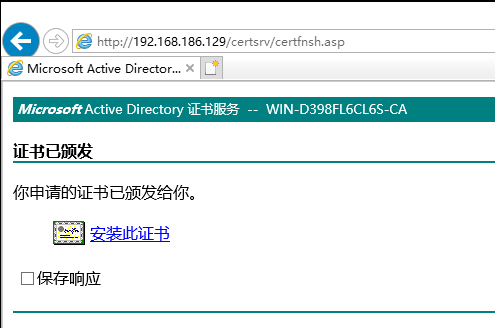 http://192.168.186.129/certsrv/certfnsh.asp
Microsoft Active Director...
Microsoft Active Directory 证书服务 -- WIN-D398FL6CL6S-CA
证书已颁发
你申请的证书已颁发给你。
安装此证书
保存响应